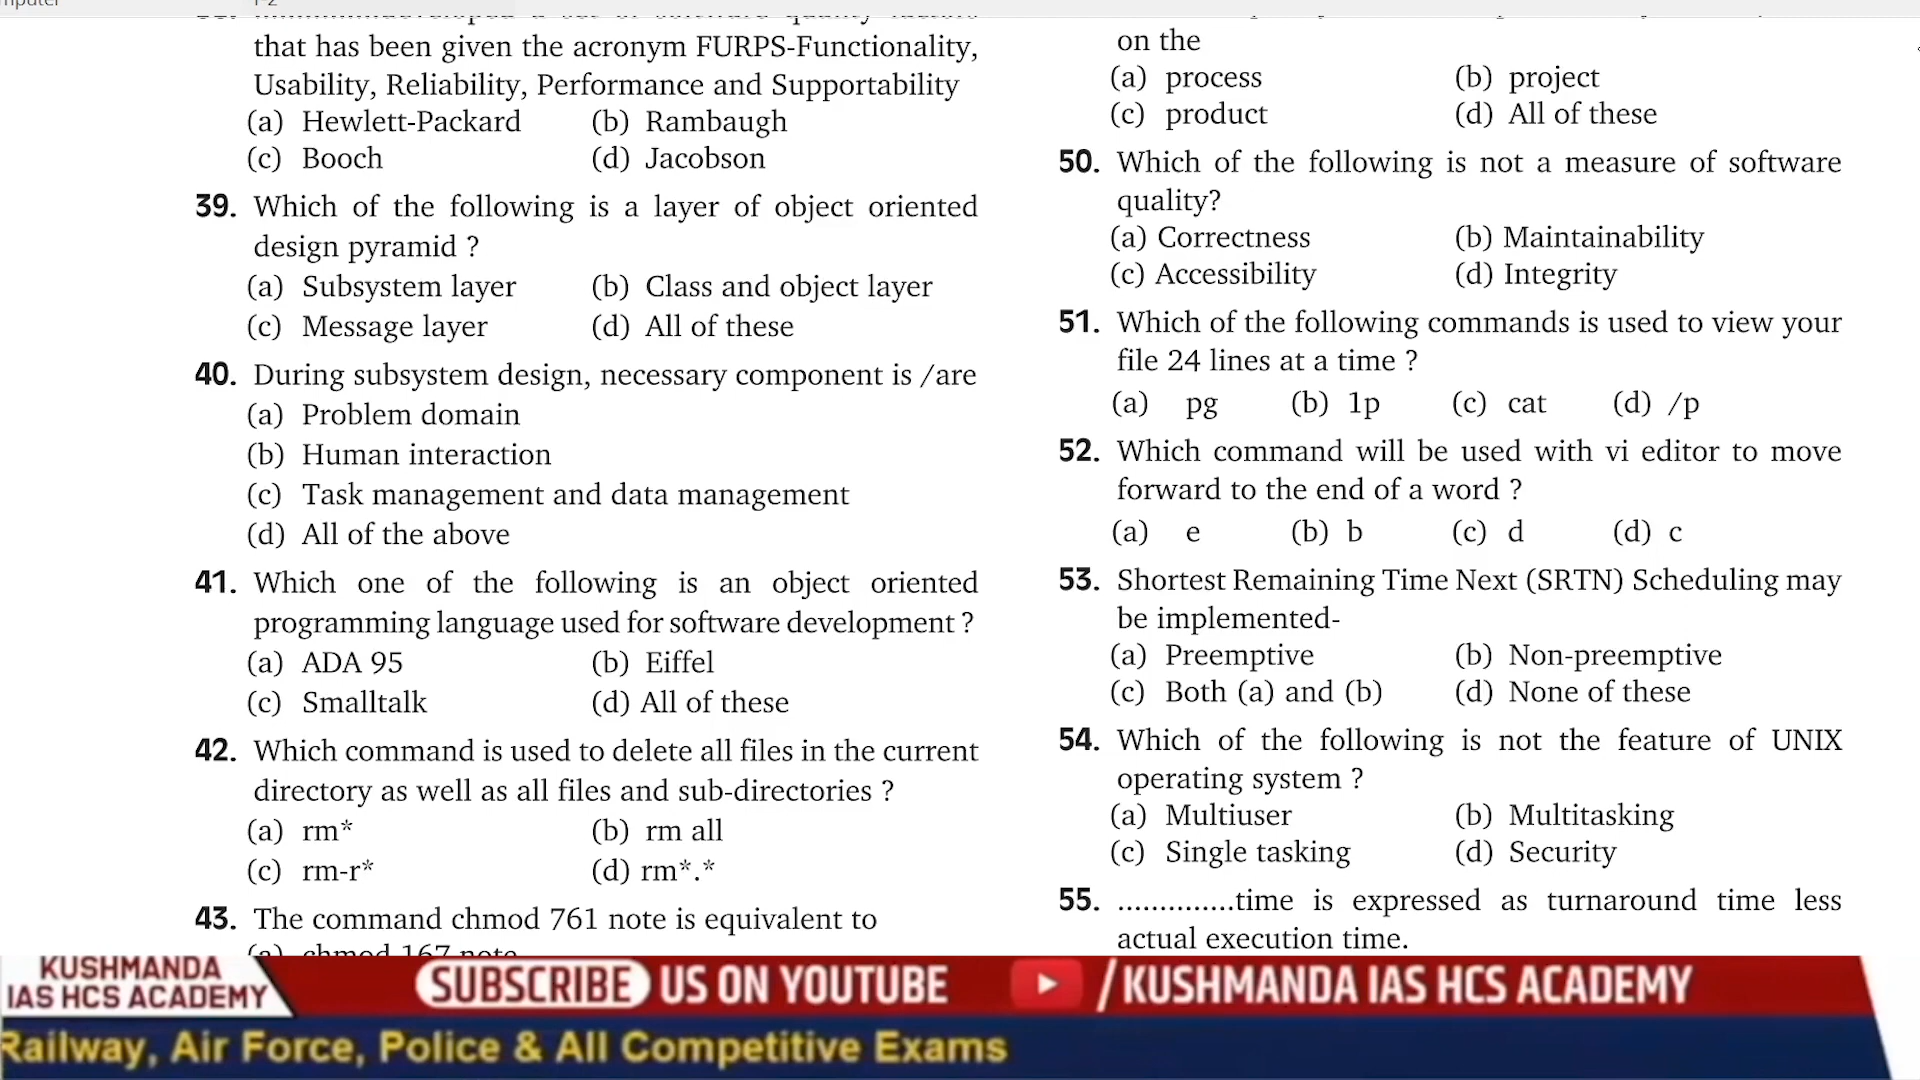 that has been given the acronym FURPS-Functionality,
Usability, Reliability, Performance and Supportability
(a) Hewlett-Packard (b) Rambaugh
(c) Booch (d) Jacobson
39. Which of the following is a layer of object oriented
design pyramid ?
(a) Subsystem layer (b) Class and object layer
(c) Message layer (d) All of these
40. During subsystem design, necessary component is /are
(a) Problem domain
(b) Human interaction
(c) Task management and data management
(d) All of the above
41. Which one of the following is an object oriented
programming language used for software development ?
(a) ADA 95 (b) Eiffel
(c) Smalltalk (d) All of these
42. Which command is used to delete all files in the current
directory as well as all files and sub-directories ?
(a) rm* (b) rm all
(c) rm-r* (d) rm*.*
43. The command chmod 761 note is equivalent to
(a) chmod 167 note
on the
(a) process (b) project
(c) product (d) All of these
50. Which of the following is not a measure of software
quality?
(a) Correctness (b) Maintainability
(c) Accessibility (d) Integrity
51. Which of the following commands is used to view your
file 24 lines at a time ?
(a) pg (b) 1p (c) cat (d) /p
52. Which command will be used with vi editor to move
forward to the end of a word ?
(a) e (b) b (c) d (d) c
53. Shortest Remaining Time Next (SRTN) Scheduling may
be implemented-
(a) Preemptive (b) Non-preemptive
(c) Both (a) and (b) (d) None of these
54. Which of the following is not the feature of UNIX
operating system ?
(a) Multiuser (b) Multitasking
(c) Single tasking (d) Security
55. ..............time is expressed as turnaround time less
actual execution time.
KUSHMANDA
IAS HCS ACADEMY
SUBSCRIBE US ON YOUTUBE /KUSHMANDA IAS HCS ACADEMY
Railway, Air Force, Police & All Competitive Exams